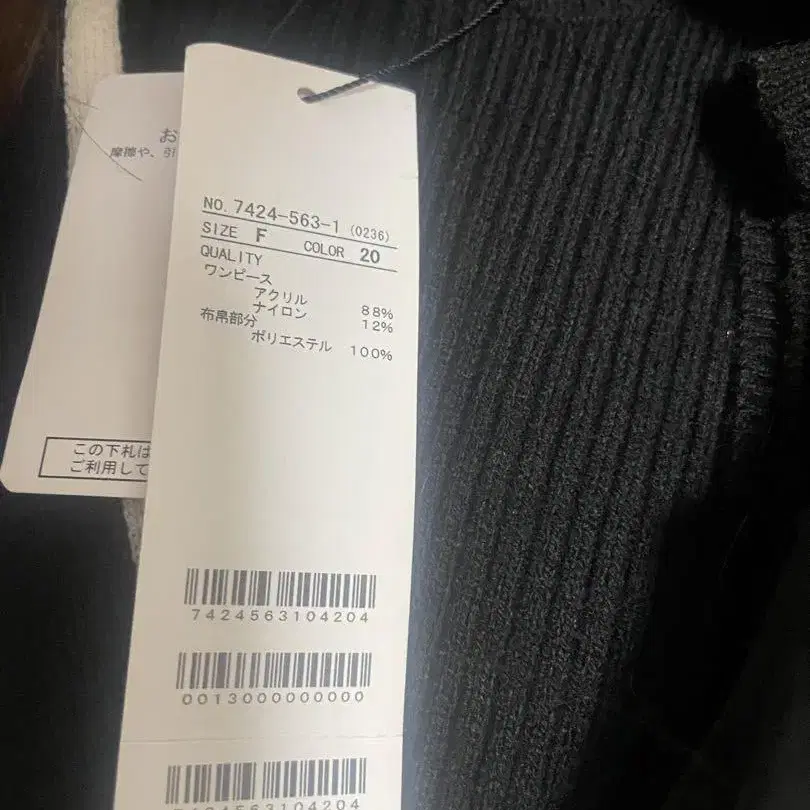 お
摩擦や、引
NO. 7424-563-1 (0236)
SIZE F COLOR 20
QUALITY
ワンピース
アクリル 88%
ナイロン 12%
布帛部分
ポリエステル 100%
この下札は
ご利用して
7424563104204
0013000000000
7424563104204